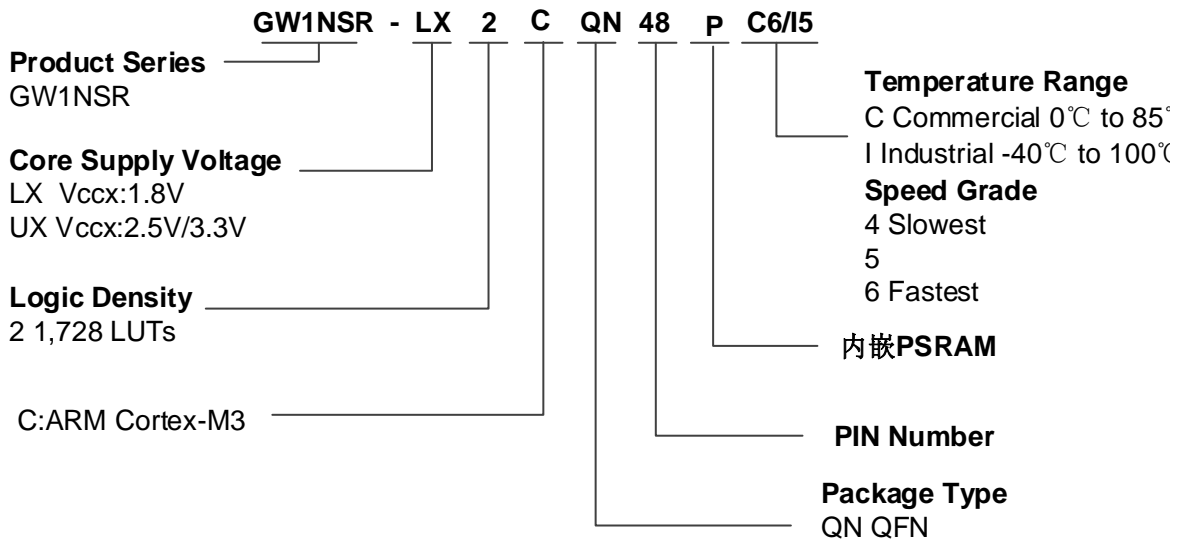 GW1NSR - LX 2 C QN 48 P C6/I5
Product Series
GW1NSR
Core Supply Voltage
LX Vccx:1.8V
UX Vccx:2.5V/3.3V
Logic Density
2 1,728 LUTs
C:ARM Cortex-M3
Temperature Range
C Commercial 0℃ to 85°
I Industrial -40℃ to 100℃
Speed Grade
4 Slowest
5
6 Fastest
内嵌PSRAM
PIN Number
Package Type
QN QFN